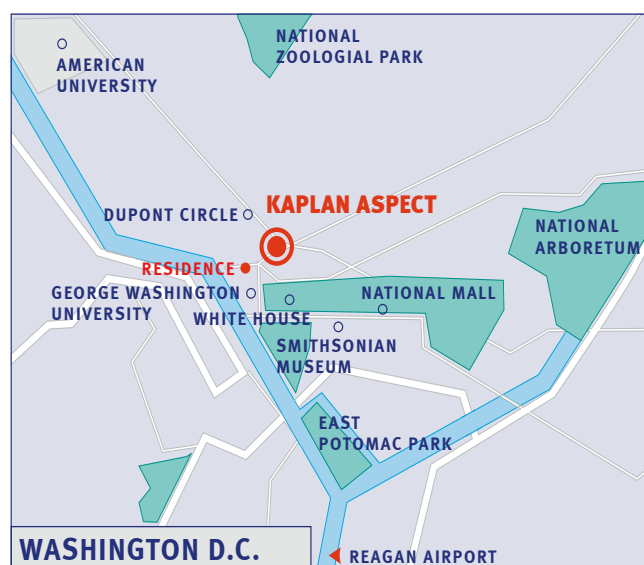 NATIONAL
ZOOLOGIAL PARK
AMERICAN
UNIVERSITY
DUPONT CIRCLE
KAPLAN ASPECT
NATIONAL
ARBORETUM
RESIDENCE
GEORGE WASHINGTON
UNIVERSITY
WHITE HOUSE
NATIONAL MALL
SMITHSONIAN
MUSEUM
EAST
POTOMAC PARK
WASHINGTON D.C.
REAGAN AIRPORT